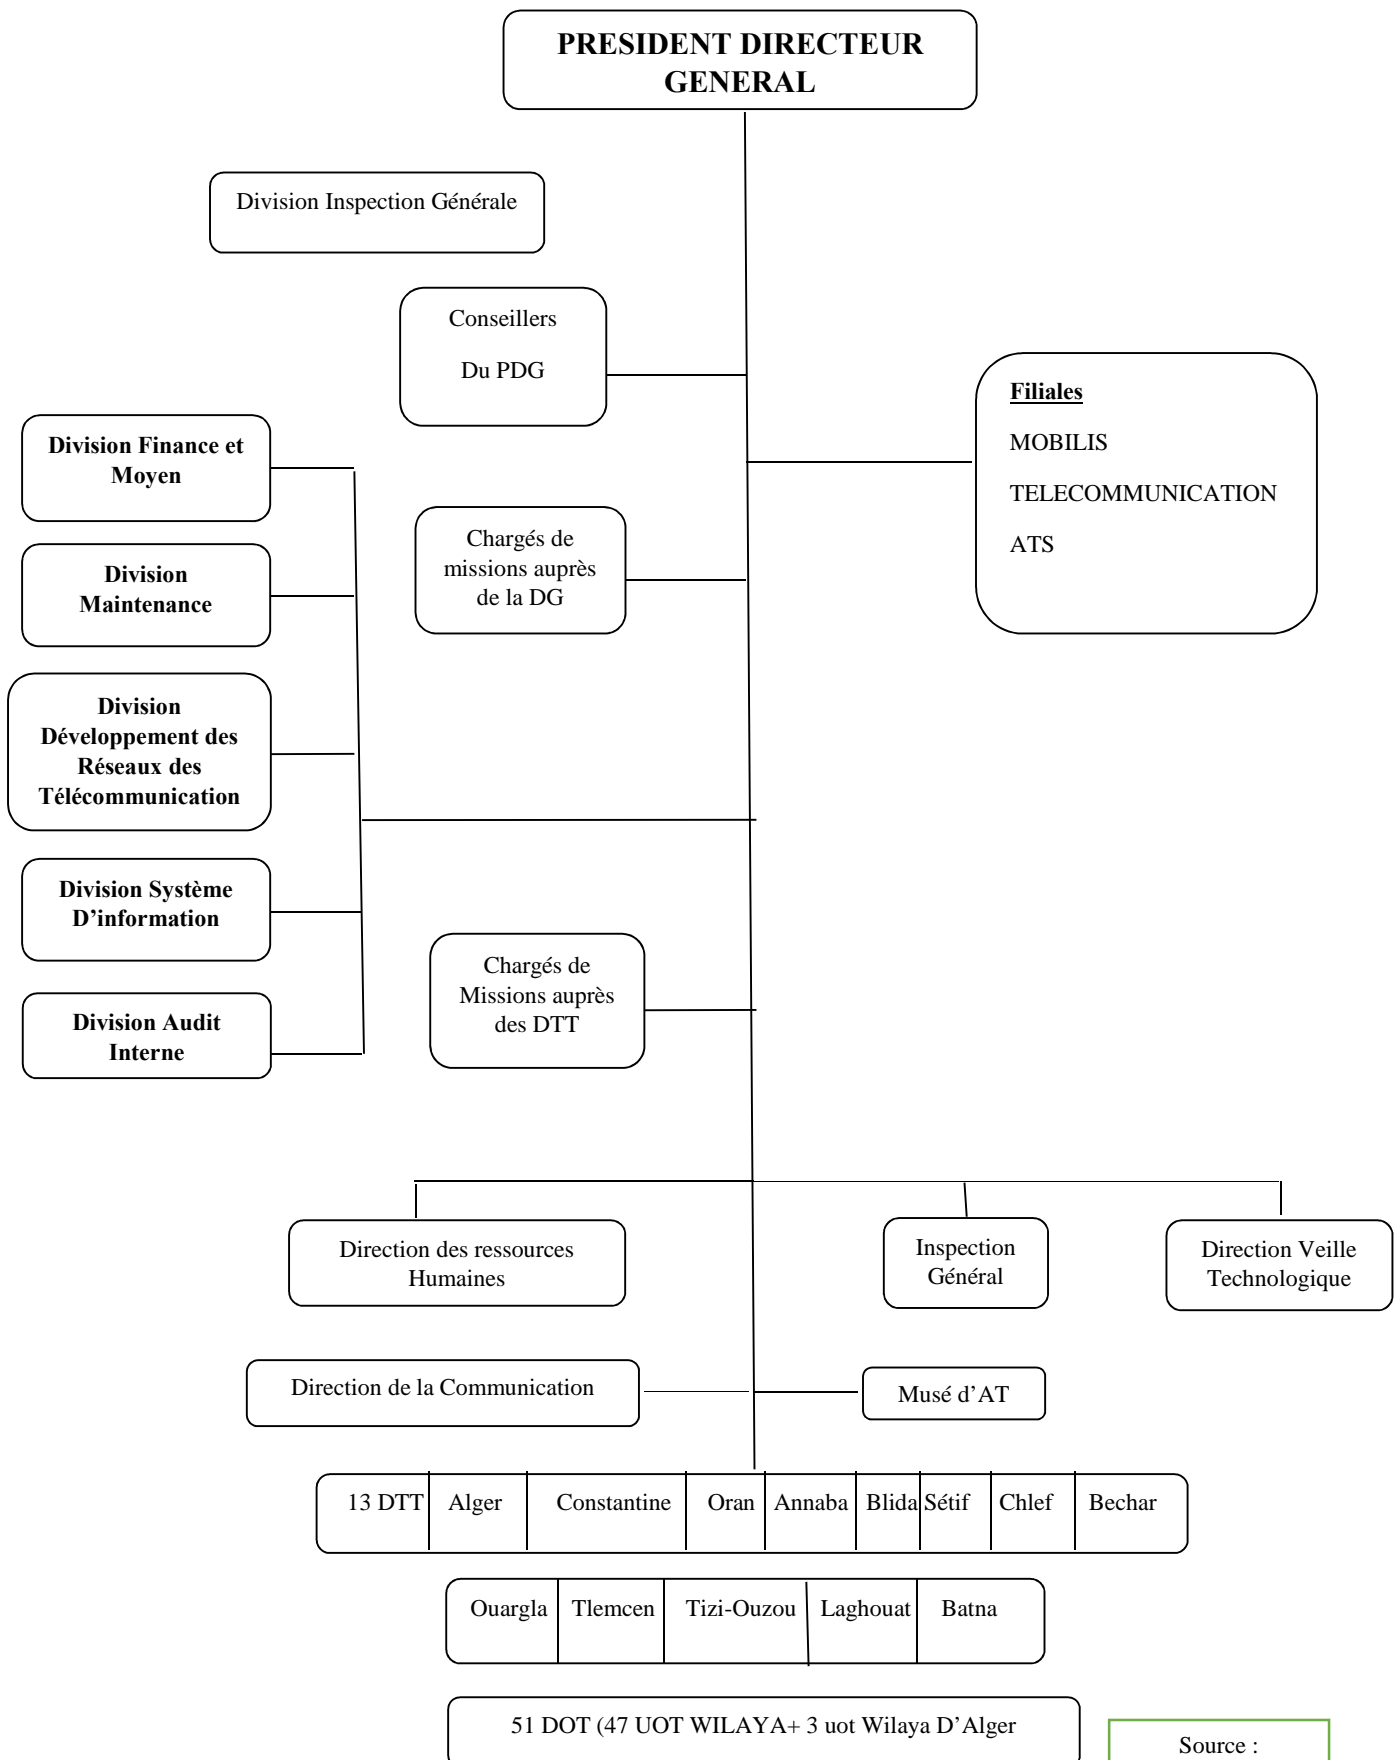 PRESIDENT DIRECTEUR
GENERAL
Division Inspection Générale
Conseillers
Du PDG
Filiales
MOBILIS
TELECOMMUNICATION
ATS
Division Finance et
Moyen
Chargés de
missions auprès
de la DG
Division
Maintenance
Division
Développement des
Réseaux des
Télécommunication
Division Système
D’information
Chargés de
Missions auprès
des DTT
Division Audit
Interne
Direction des ressources
Humaines
Inspection
Général
Direction Veille
Technologique
Direction de la Communication
Musé d’AT
13 DTT Alger Constantine Oran Annaba Blida Sétif Chlef Bechar
Ouargla Tlemcen Tizi-Ouzou Laghouat Batna
51 DOT (47 UOT WILAYA+ 3 uot Wilaya D’Alger
Source :